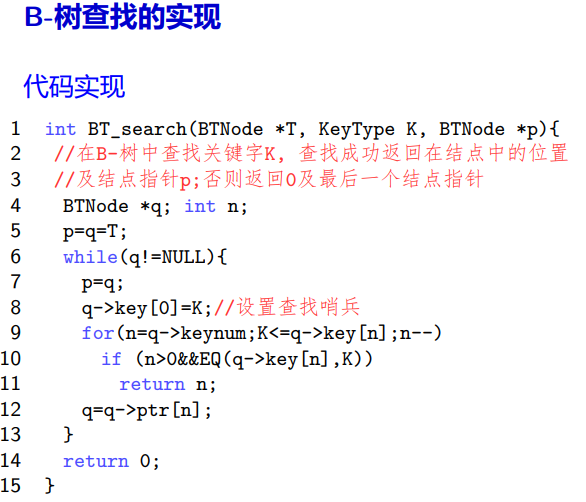 B-树查找的实现
代码实现
1 int BT_search(BTNode *T, KeyType K, BTNode *p){
2 //在B-树中查找关键字K, 查找成功返回在结点中的位置
3 //及结点指针p;否则返回0及最后一个结点指针
4 BTNode *q; int n;
5 p=q=T;
6 while(q!=NULL){
7 p=q;
8 q->key[0]=K;//设置查找哨兵
9 for(n=q->keynum;K<=q->key[n];n--)
10 if (n>0&&EQ(q->key[n],K))
11 return n;
12 q=q->ptr[n];
13 }
14 return 0;
15 }